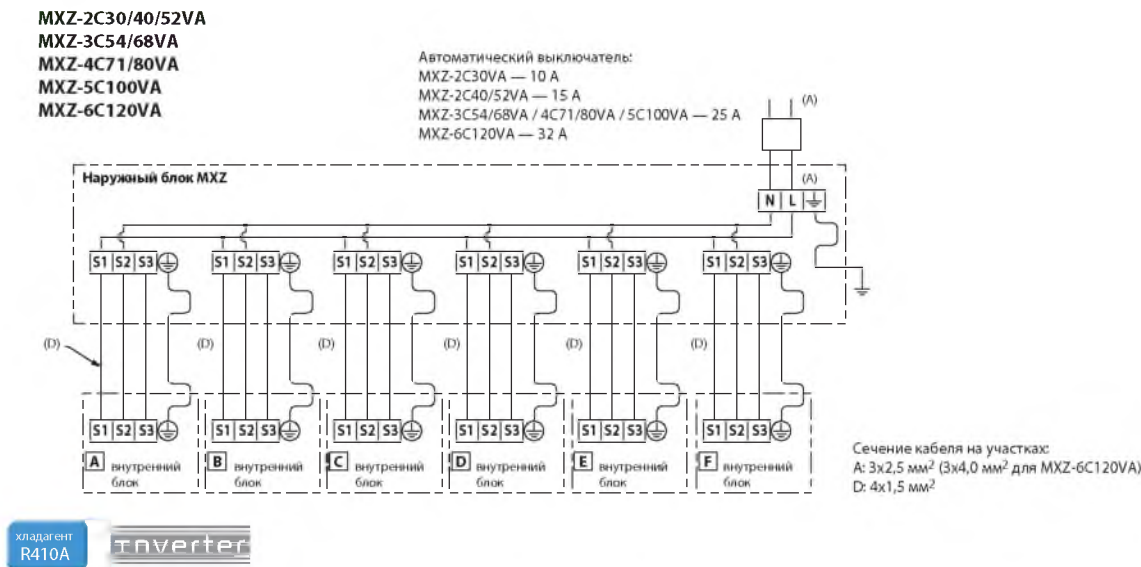 MXZ-2C30/40/52VA
MXZ-3C54/68VA
MXZ-4C71/80VA
MXZ-5C100VA
MXZ-6C120VA
Автоматический выключатель:
MXZ-2C30VA — 10 А
MXZ-2C40/52VA — 15 А
MXZ-3C54/68VA / 4C71/80VA / 5C100VA — 25 А
MXZ-6C120VA — 32 А
(A)
Наружный блок MXZ
(A)
N L
S1 S2 S3 S1 S2 S3 S1 S2 S3 S1 S2 S3 S1 S2 S3 S1 S2 S3
(D) (D) (D) (D) (D) (D)
S1 S2 S3 S1 S2 S3 S1 S2 S3 S1 S2 S3 S1 S2 S3 S1 S2 S3
A внутренний блок
B внутренний блок
C внутренний блок
D внутренний блок
E внутренний блок
F внутренний блок
Сечение кабеля на участках:
A: 3x2,5 мм² (3x4,0 мм² для MXZ-6C120VA)
D: 4x1,5 мм²
хладагент
R410A
Inverter